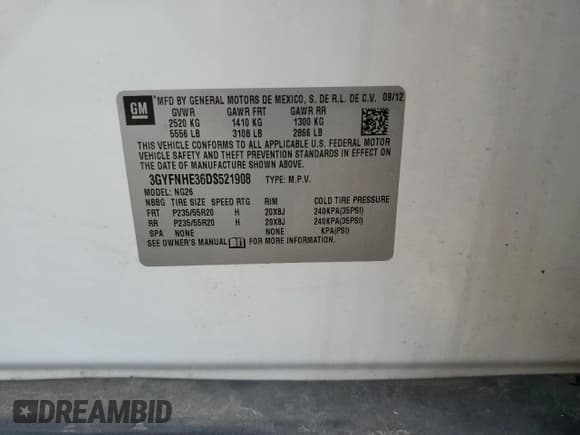 GM
*MFD BY GENERAL MOTORS DE MEXICO, S. DE R.L. DE C.V. 09/12
GVWR GAWR FRT GAWR RR
2520 KG 1410 KG 1300 KG
5556 LB 3108 LB 2866 LB
THIS VEHICLE CONFORMS TO ALL APPLICABLE U.S. FEDERAL MOTOR
VEHICLE SAFETY AND THEFT PREVENTION STANDARDS IN EFFECT ON
THE DATE OF MANUFACTURE SHOWN ABOVE.
3GYFNHE36DS521908 TYPE: M.P.V.
MODEL: NG26
NBBG TIRE SIZE SPEED RTG RIM COLD TIRE PRESSURE
FRT P235/55R20 H 20X8J 240KPA(35PSI)
RR P235/55R20 H 20X8J 240KPA(35PSI)
SPA NONE NONE KPA(PSI)
SEE OWNER'S MANUAL FOR MORE INFORMATION.
DREAMBID